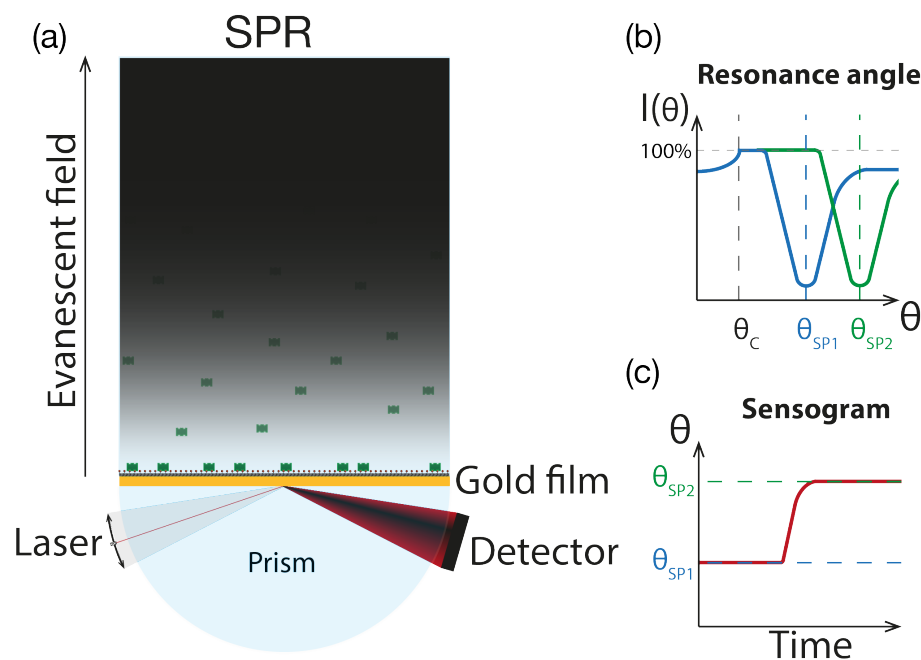 (a)
SPR
Evanescent field
Gold film
Laser
Detector
Prism
(b)
Resonance angle
I(θ)
100%
θ
θC
θSP1
θSP2
(c)
Sensogram
θ
θSP2
θSP1
Time